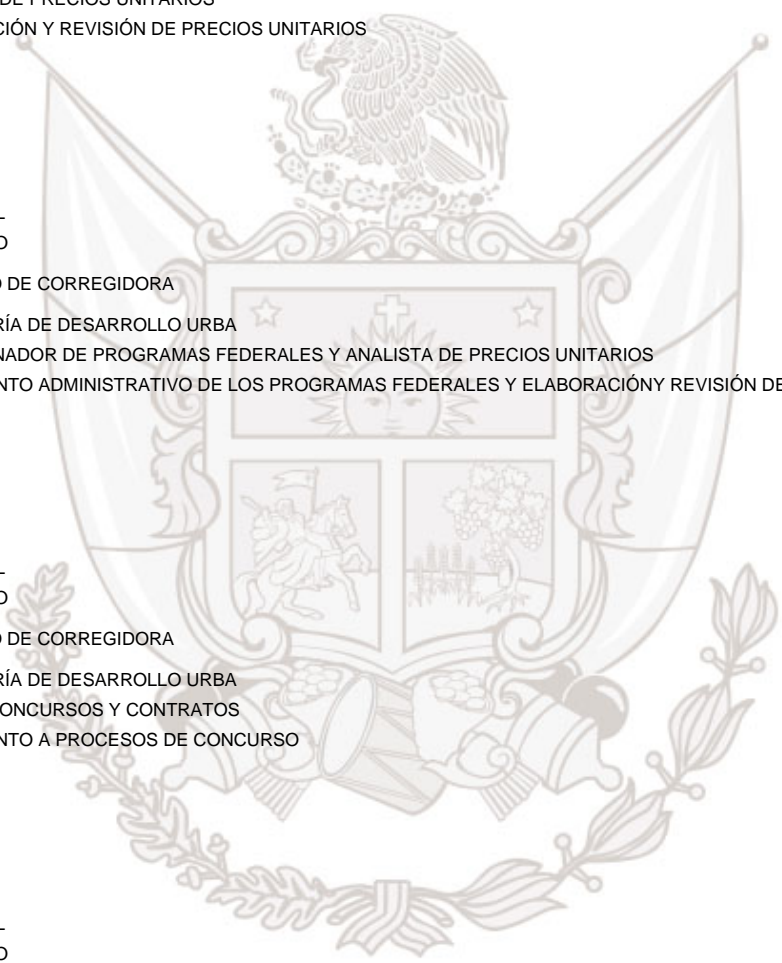 DE PRECIOS UNITARIOS
CIÓN Y REVISIÓN DE PRECIOS UNITARIOS
L
O
O DE CORREGIDORA
RÍA DE DESARROLLO URBA
NADOR DE PROGRAMAS FEDERALES Y ANALISTA DE PRECIOS UNITARIOS
NTO ADMINISTRATIVO DE LOS PROGRAMAS FEDERALES Y ELABORACIÓNY REVISIÓN DE
L
O
O DE CORREGIDORA
RÍA DE DESARROLLO URBA
ONCURSOS Y CONTRATOS
NTO A PROCESOS DE CONCURSO
L
O